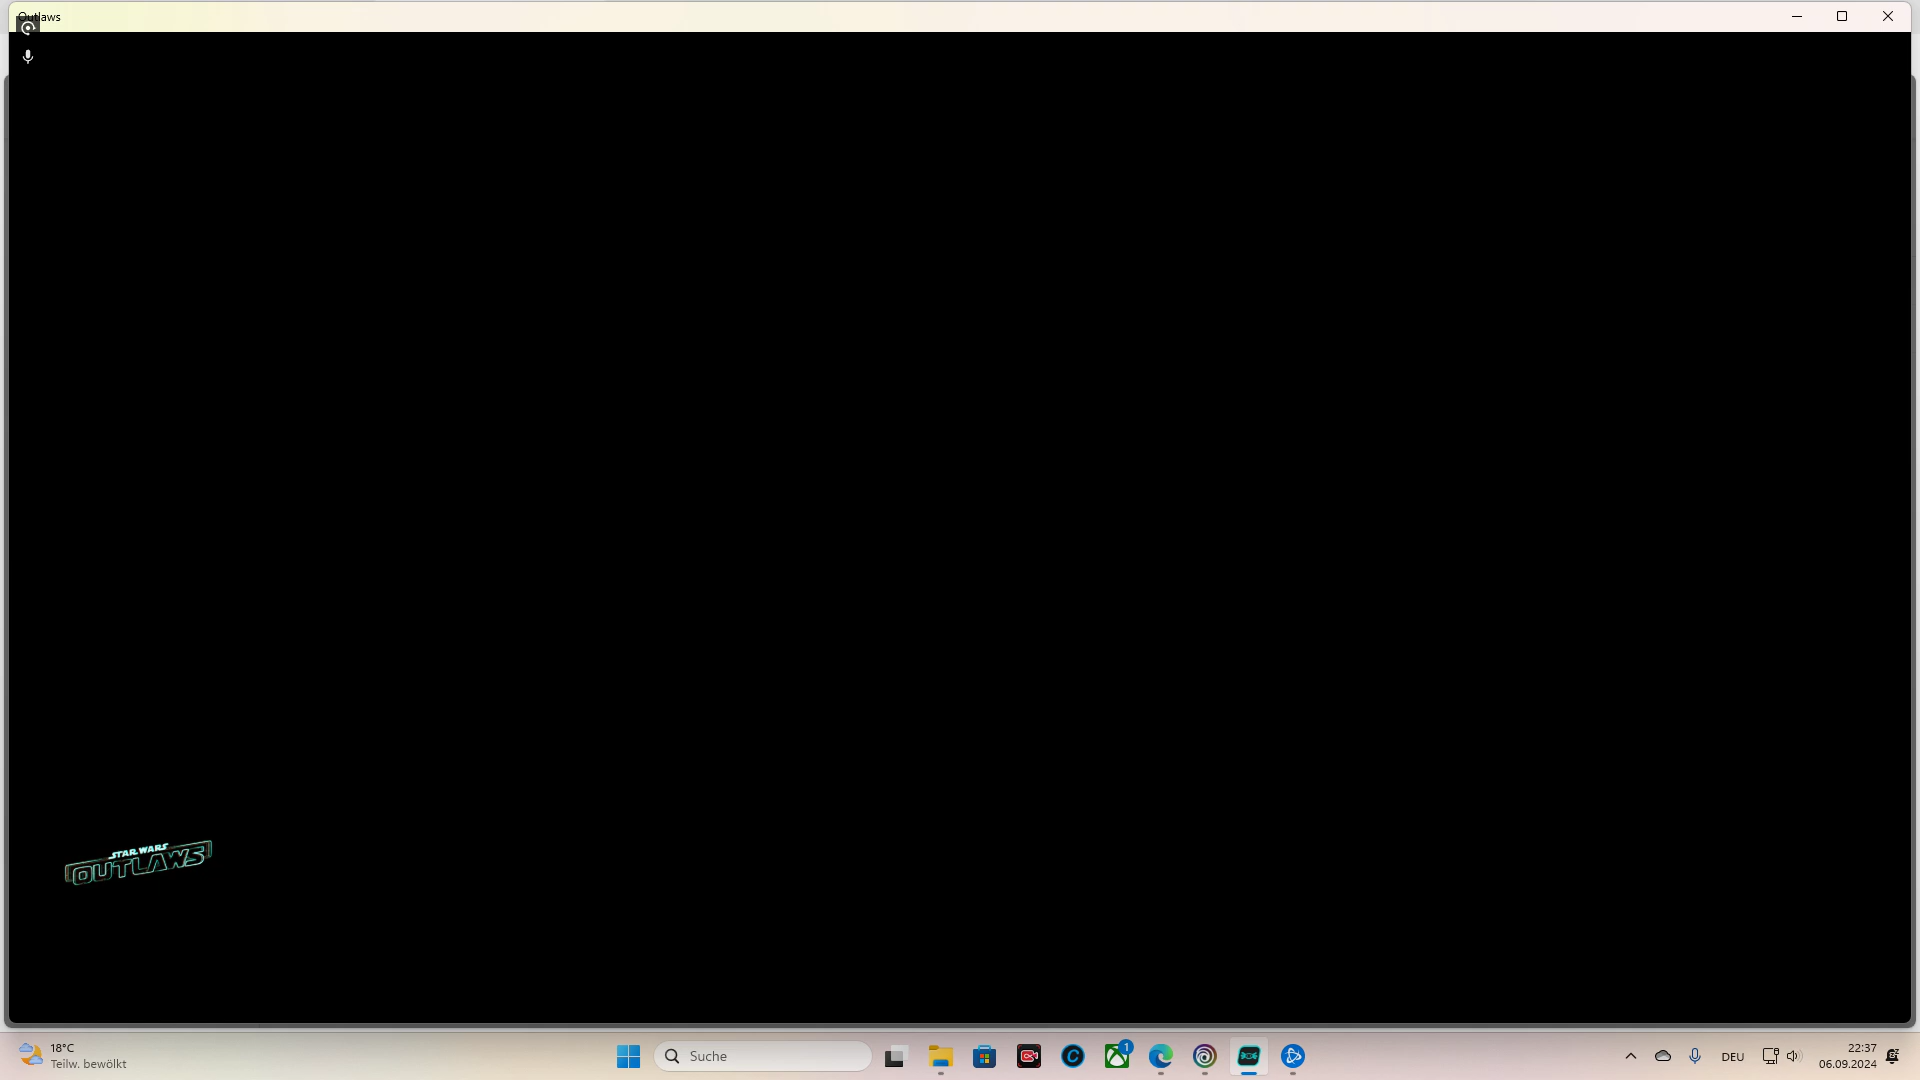 Outlaws
STAR WARS
OUTLAWS
18°C
Teilw. bewölkt
Suche
1
DEU
22:37
06.09.2024